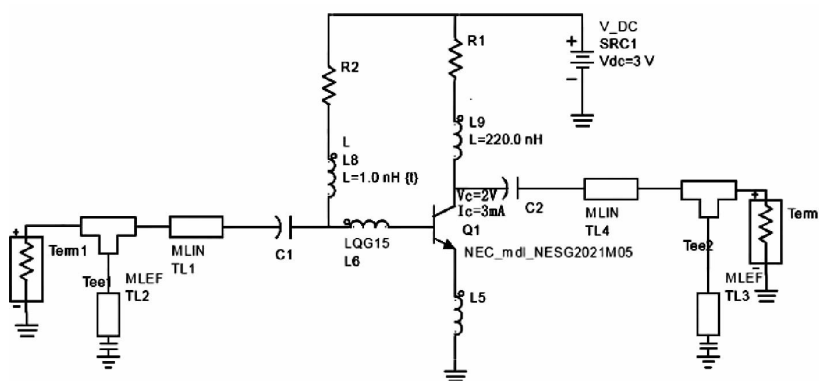 V_DC
SRC1
Vdc=3 V
R1
R2
L9
L=220.0 nH
L
L8
L=1.0 nH {t}
Vc=2V
Ic=3mA
C2
MLIN
TL4
Term
Term1
MLIN
TL1
C1
LQG15
L6
Q1
NEC_mdl_NESG2021M05
Tee2
Tee1
MLEF
TL2
MLEF
TL3
L5